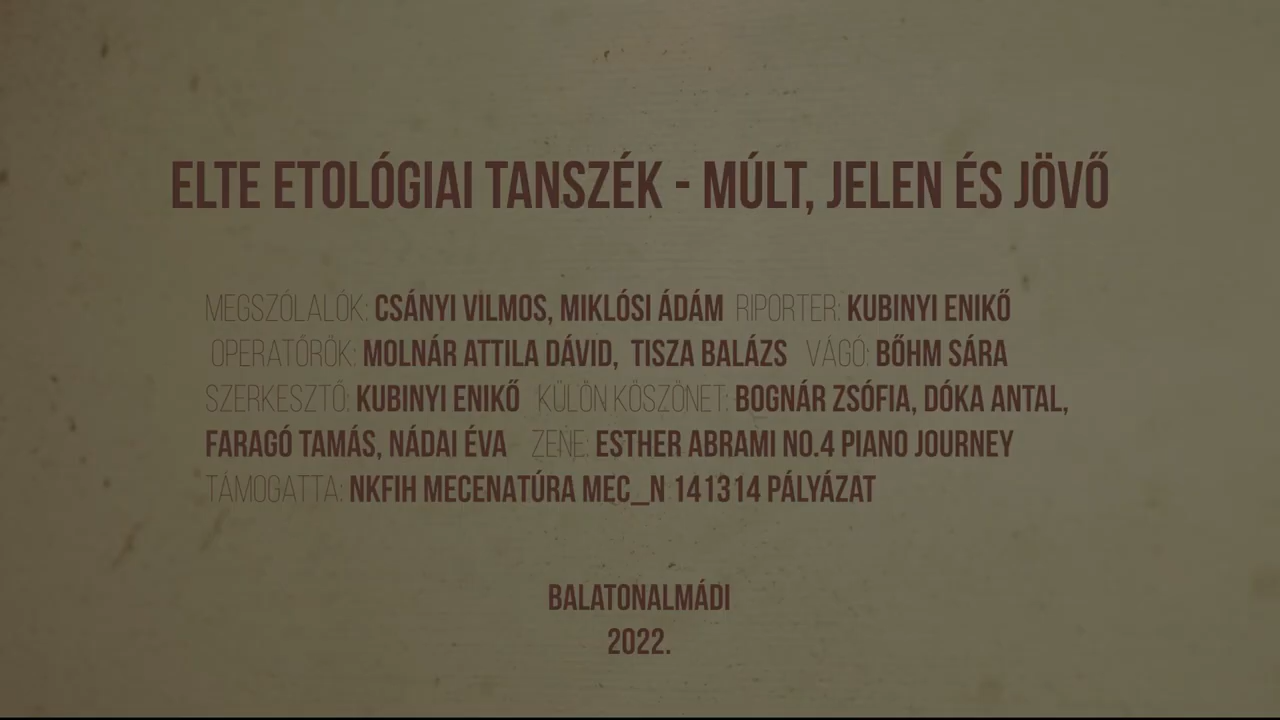 ELTE ETOLÓGIAI TANSZÉK - MÚLT, JELEN ÉS JÖVŐ
MEGSZÓLALÓK: CSÁNYI VILMOS, MIKLÓSI ÁDÁM RIPORTER: KUBINYI ENIKŐ
OPERATŐRÖK: MOLNÁR ATTILA DÁVID, TISZA BALÁZS VÁGÓ: BŐHM SÁRA
SZERKESZTŐ: KUBINYI ENIKŐ KÜLÖN KÖSZÖNET: BOGNÁR ZSÓFIA, DÓKA ANTAL,
FARAGÓ TAMÁS, NÁDAI ÉVA ZENE: ESTHER ABRAMI NO.4 PIANO JOURNEY
TÁMOGATTA: NKFIH MECENATÚRA MEC_N 141314 PÁLYÁZAT
BALATONALMÁDI
2022.